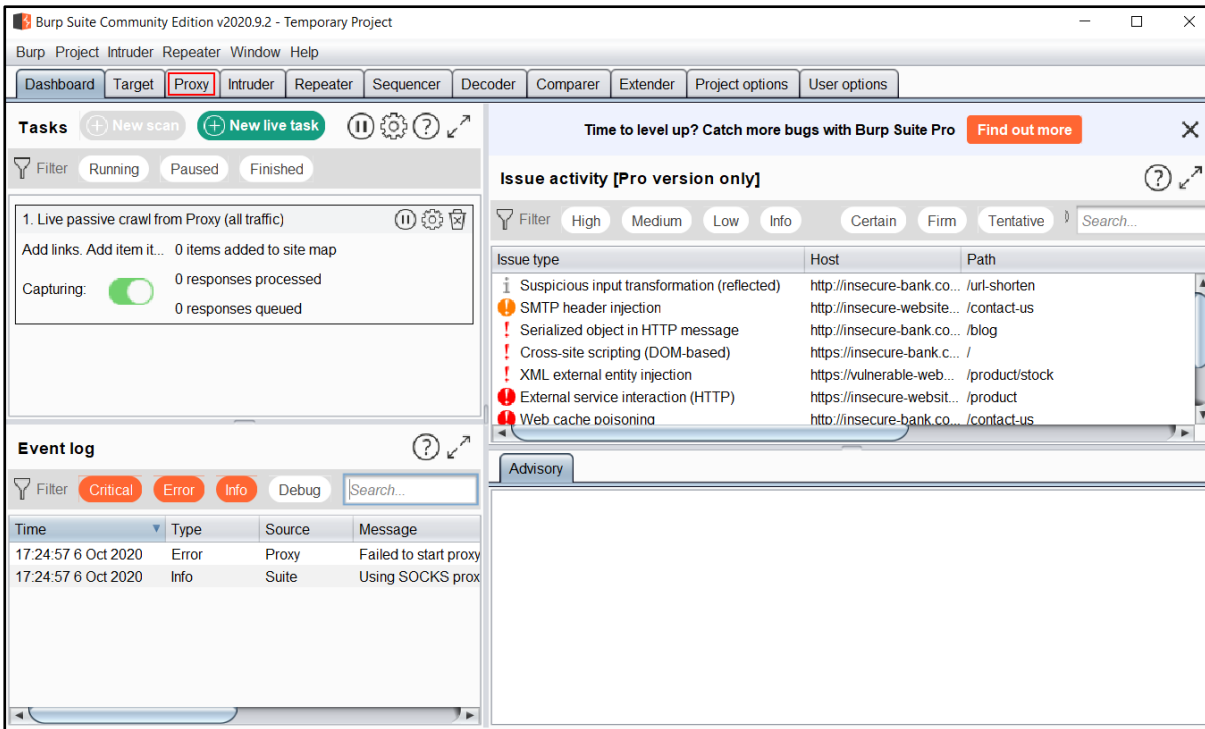 Burp Suite Community Edition v2020.9.2 - Temporary Project
Burp Project Intruder Repeater Window Help
Dashboard Target Proxy Intruder Repeater Sequencer Decoder Comparer Extender Project options User options
Tasks New scan New live task
Filter Running Paused Finished
1. Live passive crawl from Proxy (all traffic)
Add links. Add item it... 0 items added to site map
Capturing: 0 responses processed
0 responses queued
Event log
Filter Critical Error Info Debug Search...
Time Type Source Message
17:24:57 6 Oct 2020 Error Proxy Failed to start proxy
17:24:57 6 Oct 2020 Info Suite Using SOCKS prox
Time to level up? Catch more bugs with Burp Suite Pro Find out more
Issue activity [Pro version only]
Filter High Medium Low Info Certain Firm Tentative Search...
Issue type Host Path
Suspicious input transformation (reflected) http://insecure-bank.co... /url-shorten
SMTP header injection http://insecure-website... /contact-us
Serialized object in HTTP message http://insecure-bank.co... /blog
Cross-site scripting (DOM-based) https://insecure-bank.c... /
XML external entity injection https://vulnerable-web... /product/stock
External service interaction (HTTP) https://insecure-websit... /product
Web cache poisoning http://insecure-bank.co... /contact-us
Advisory